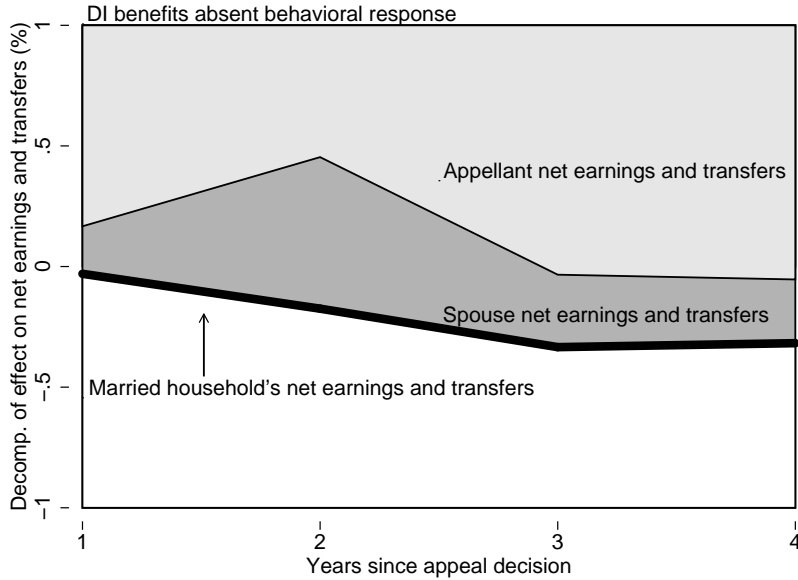 DI benefits absent behavioral response
Decomp. of effect on net earnings and transfers (%)
1
.5
0
−.5
−1
Appellant net earnings and transfers
Spouse net earnings and transfers
Married household’s net earnings and transfers
1 2 3 4
Years since appeal decision